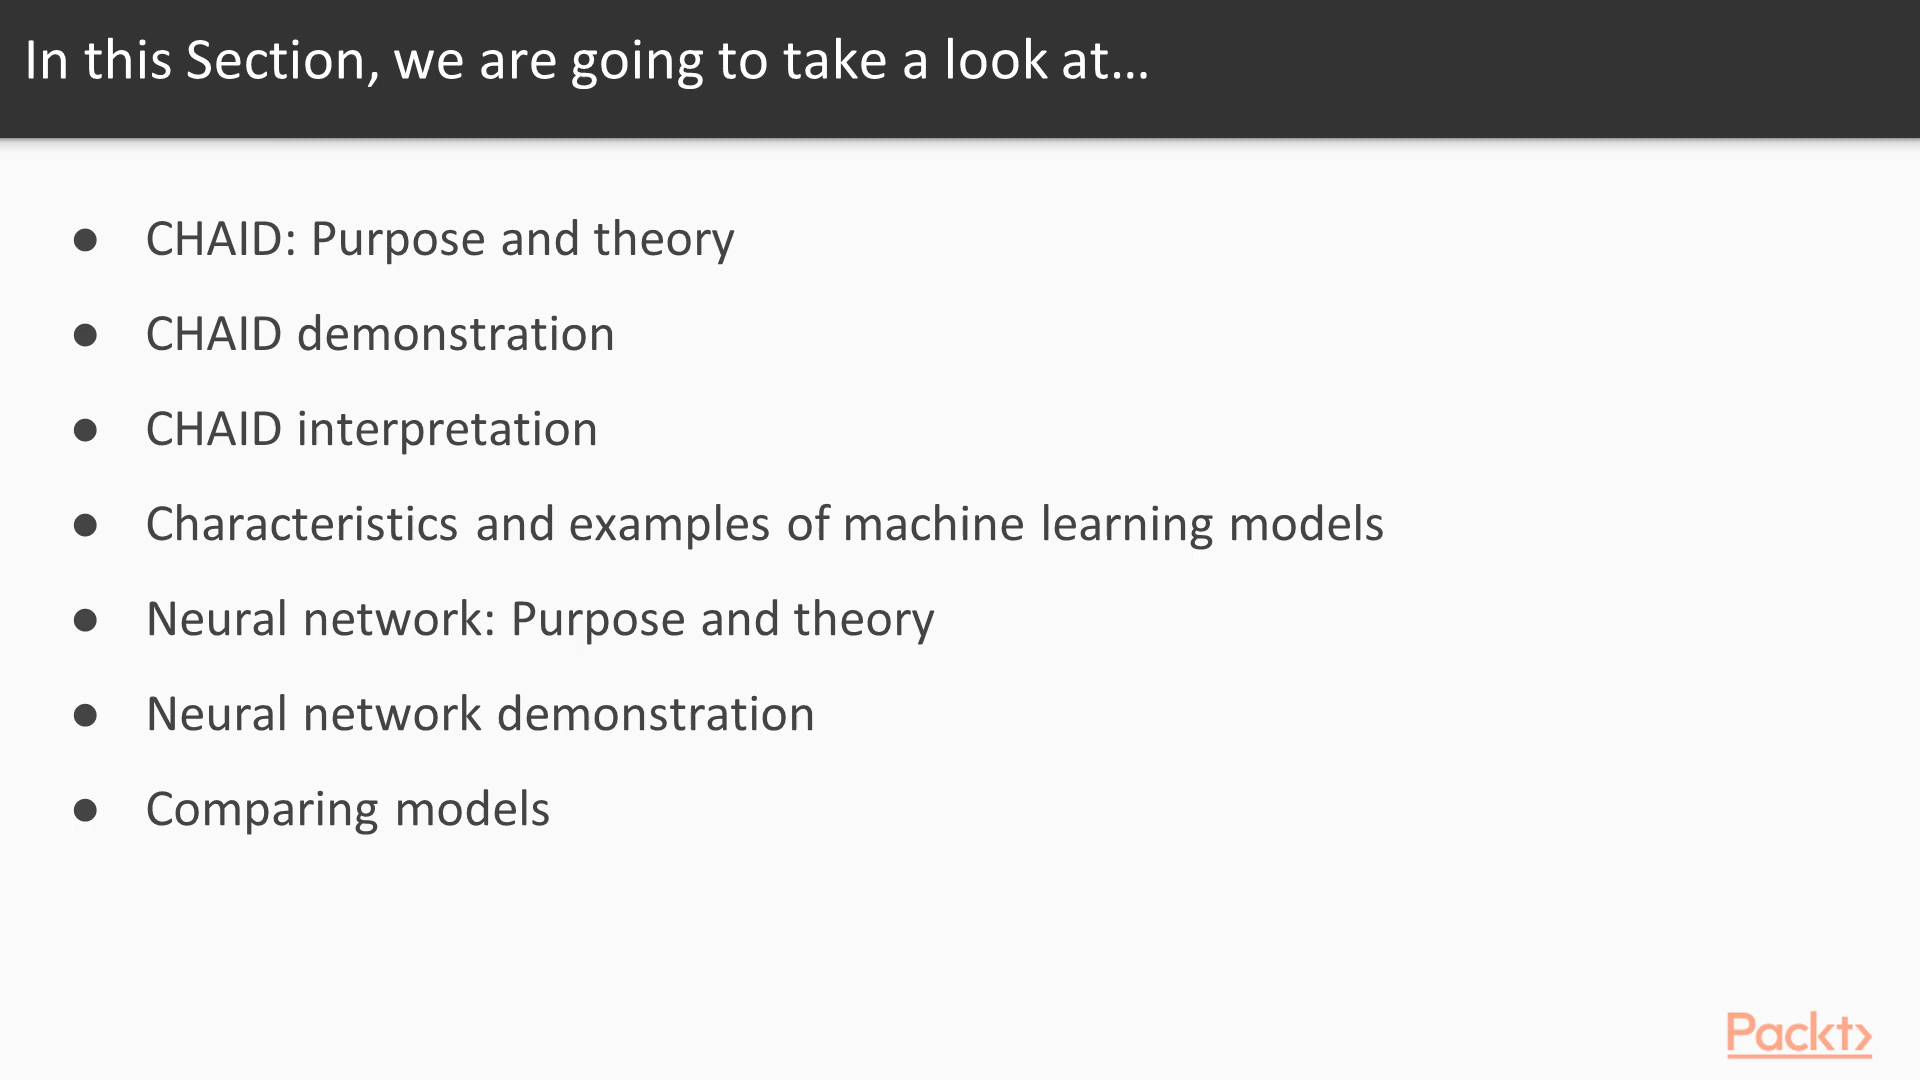 In this Section, we are going to take a look at...
● CHAID: Purpose and theory
● CHAID demonstration
● CHAID interpretation
● Characteristics and examples of machine learning models
● Neural network: Purpose and theory
● Neural network demonstration
● Comparing models
Packt>